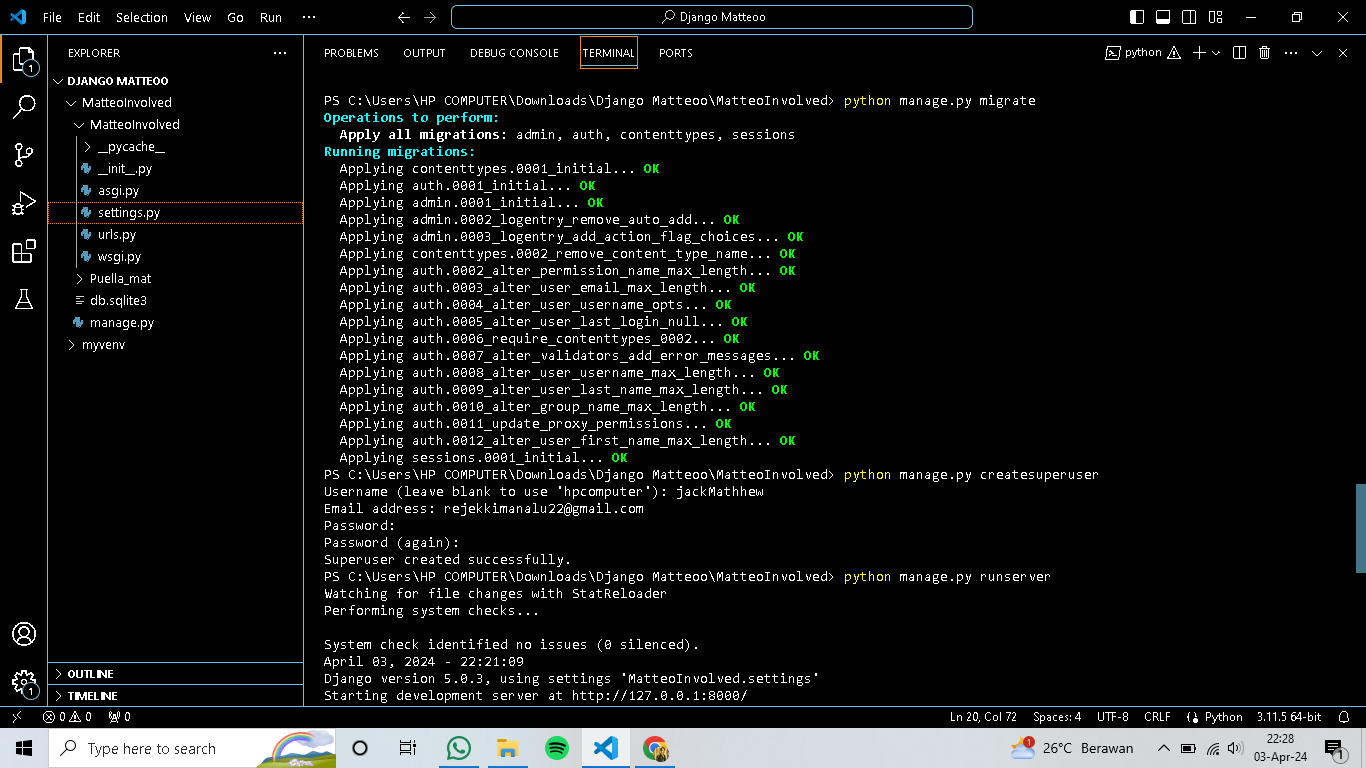 File Edit Selection View Go Run ··· Django Matteoo
EXPLORER ···
DJANGO MATTEOO
MatteoInvolved
MatteoInvolved
__pycache__
__init__.py
asgi.py
settings.py
urls.py
wsgi.py
Puella_mat
db.sqlite3
manage.py
myvenv
OUTLINE
TIMELINE
1
1
PROBLEMS OUTPUT DEBUG CONSOLE TERMINAL PORTS python
PS C:\Users\HP COMPUTER\Downloads\Django Matteoo\MatteoInvolved> python manage.py migrate
Operations to perform:
Apply all migrations: admin, auth, contenttypes, sessions
Running migrations:
Applying contenttypes.0001_initial... OK
Applying auth.0001_initial... OK
Applying admin.0001_initial... OK
Applying admin.0002_logentry_remove_auto_add... OK
Applying admin.0003_logentry_add_action_flag_choices... OK
Applying contenttypes.0002_remove_content_type_name... OK
Applying auth.0002_alter_permission_name_max_length... OK
Applying auth.0003_alter_user_email_max_length... OK
Applying auth.0004_alter_user_username_opts... OK
Applying auth.0005_alter_user_last_login_null... OK
Applying auth.0006_require_contenttypes_0002... OK
Applying auth.0007_alter_validators_add_error_messages... OK
Applying auth.0008_alter_user_username_max_length... OK
Applying auth.0009_alter_user_last_name_max_length... OK
Applying auth.0010_alter_group_name_max_length... OK
Applying auth.0011_update_proxy_permissions... OK
Applying auth.0012_alter_user_first_name_max_length... OK
Applying sessions.0001_initial... OK
PS C:\Users\HP COMPUTER\Downloads\Django Matteoo\MatteoInvolved> python manage.py createsuperuser
Username (leave blank to use 'hpcomputer'): jackMathhew
Email address: rejekkimanalu22@gmail.com
Password:
Password (again):
Superuser created successfully.
PS C:\Users\HP COMPUTER\Downloads\Django Matteoo\MatteoInvolved> python manage.py runserver
Watching for file changes with StatReloader
Performing system checks...
System check identified no issues (0 silenced).
April 03, 2024 - 22:21:09
Django version 5.0.3, using settings 'MatteoInvolved.settings'
Starting development server at http://127.0.0.1:8000/
0 0 0 Ln 20, Col 72 Spaces: 4 UTF-8 CRLF Python 3.11.5 64-bit
Type here to search 1 26°C Berawan 22:28
03-Apr-24 1